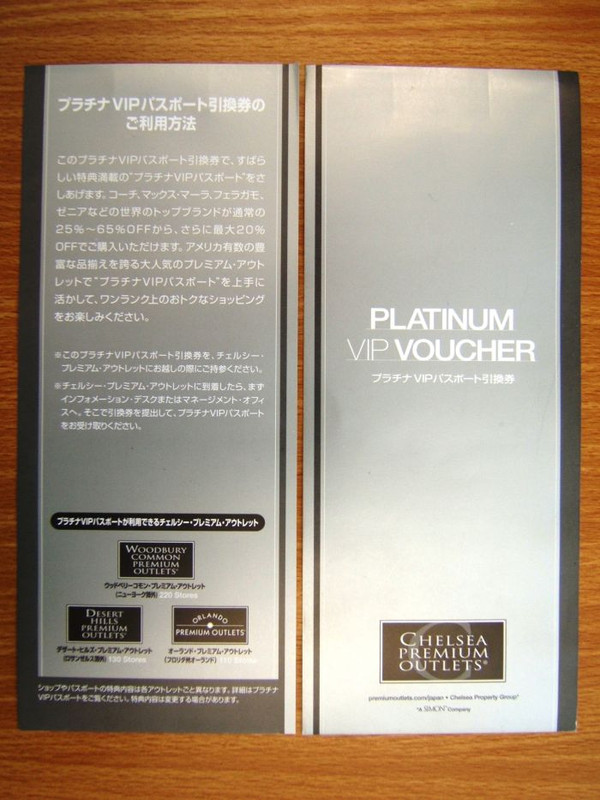 プラチナVIPパスポート引換券の
ご利用方法
このプラチナVIPパスポート引換券で、すばら
しい特典満載の"プラチナVIPパスポート"をさ
しあげます。コーチ、マックス・マーラ、フェラガモ、
ゼニアなどの世界のトップブランドが通常の
25%〜65%OFFから、さらに最大20%
OFFでご購入いただけます。アメリカ有数の豊
富な品揃えを誇る大人気のプレミアム・アウト
レットで"プラチナVIPパスポート"を上手に
活かして、ワンランク上のおトクなショッピング
をお楽しみください。
※このプラチナVIPパスポート引換券を、チェルシー・
プレミアム・アウトレットにお越しの際にご持参ください。
※チェルシー・プレミアム・アウトレットに到着したら、まず
インフォメーション・デスクまたはマネージメント・オフィ
スへ。そこで引換券を提出して、プラチナVIPパスポート
をお受け取りください。
プラチナVIPパスポートが利用できるチェルシー・プレミアム・アウトレット
WOODBURY
COMMON
PREMIUM
OUTLETS®
ウッドベリーコモン・プレミアム・アウトレット
(ニューヨーク郊外) 220 Stores
DESERT
HILLS
PREMIUM
OUTLETS®
デザート・ヒルズ・プレミアム・アウトレット
(ロサンゼルス郊外) 130 Stores
ORLANDO
PREMIUM OUTLETS®
オーランド・プレミアム・アウトレット
(フロリダ州オーランド) Stores
ショップやパスポートの特典内容は各アウトレットごと異なります。詳細はプラチナ
VIPパスポートをご覧ください。特典内容は変更する場合があります。
PLATINUM
VIP VOUCHER
プラチナVIPパスポート引換券
CHELSEA
PREMIUM
OUTLETS®
premiumoutlets.com/japan • Chelsea Property Group*
*A SIMON Company